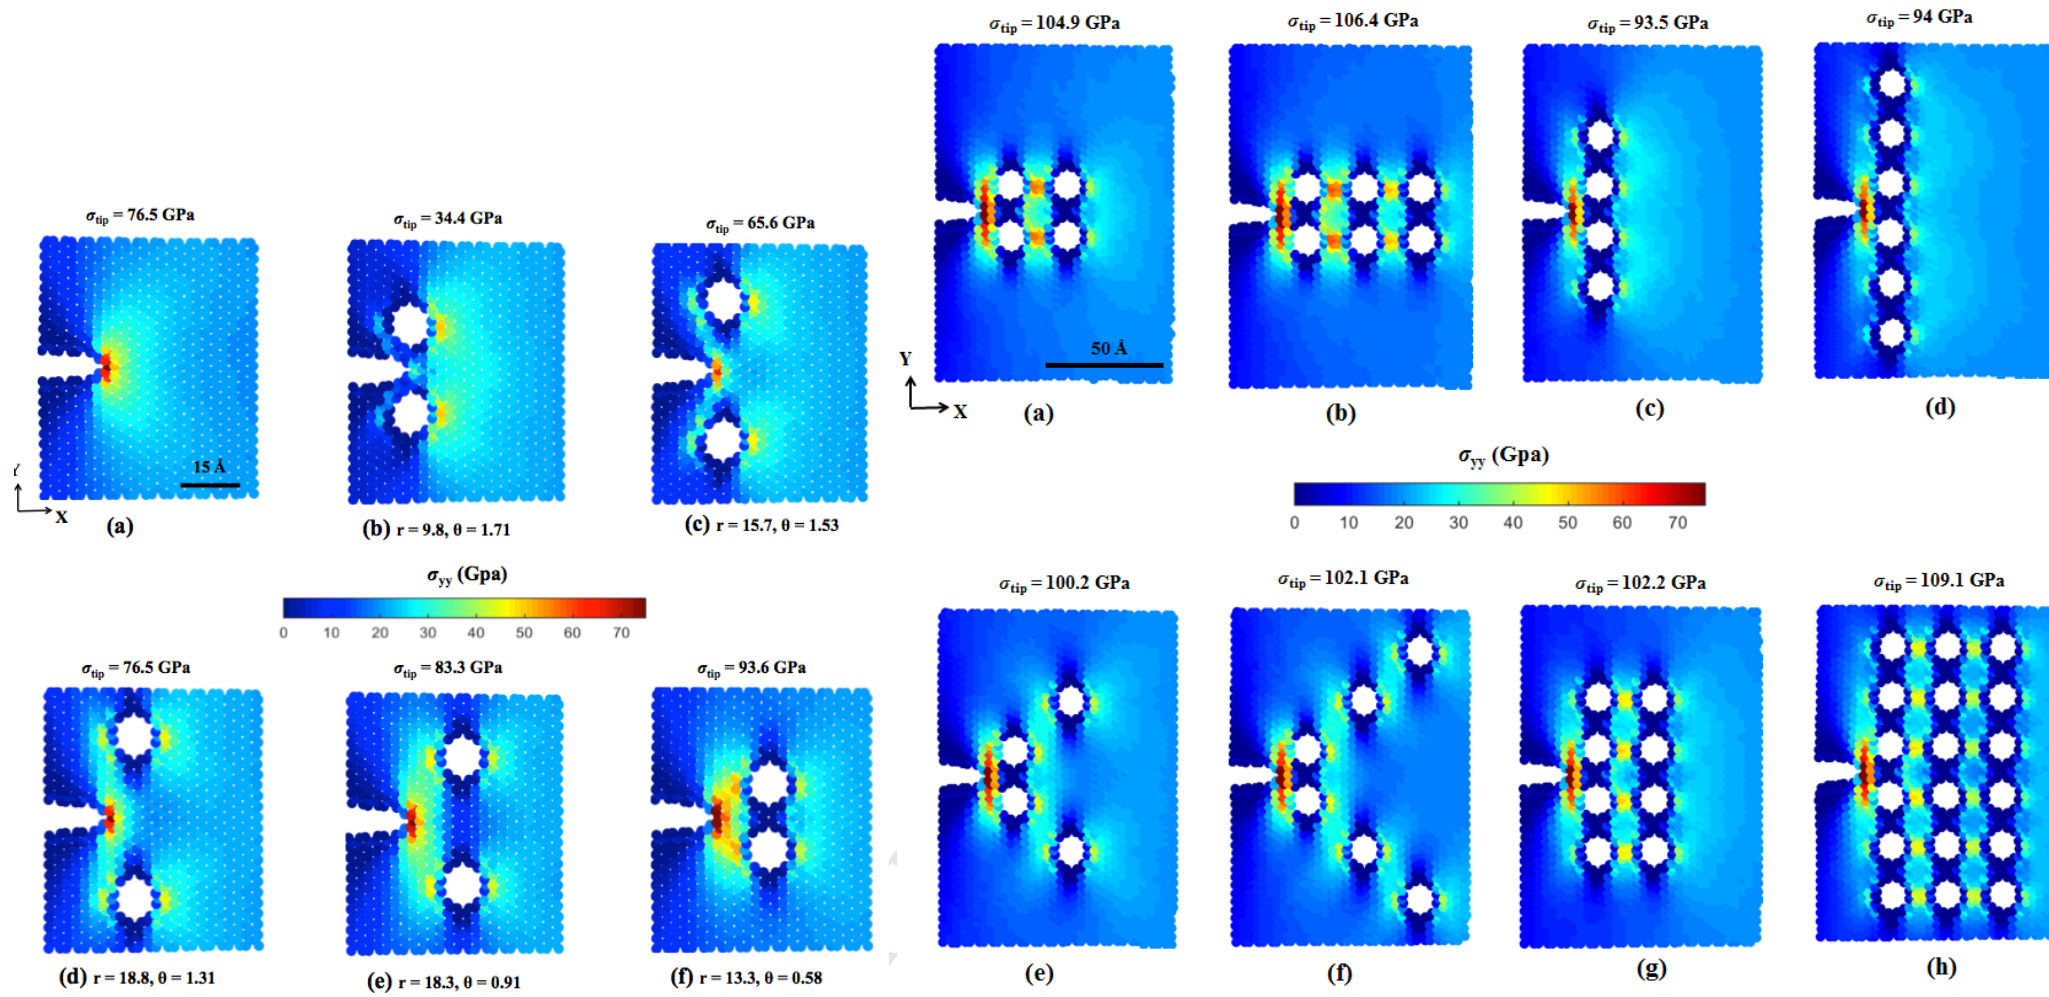 σtip = 76.5 GPa
σtip = 34.4 GPa
σtip = 65.6 GPa
15 Å
Y
X
(a)
(b) r = 9.8, θ = 1.71
(c) r = 15.7, θ = 1.53
σyy (Gpa)
0 10 20 30 40 50 60 70
σtip = 76.5 GPa
σtip = 83.3 GPa
σtip = 93.6 GPa
(d) r = 18.8, θ = 1.31
(e) r = 18.3, θ = 0.91
(f) r = 13.3, θ = 0.58
σtip = 104.9 GPa
σtip = 106.4 GPa
σtip = 93.5 GPa
σtip = 94 GPa
50 Å
Y
X
(a)
(b)
(c)
(d)
σyy (Gpa)
0 10 20 30 40 50 60 70
σtip = 100.2 GPa
σtip = 102.1 GPa
σtip = 102.2 GPa
σtip = 109.1 GPa
(e)
(f)
(g)
(h)